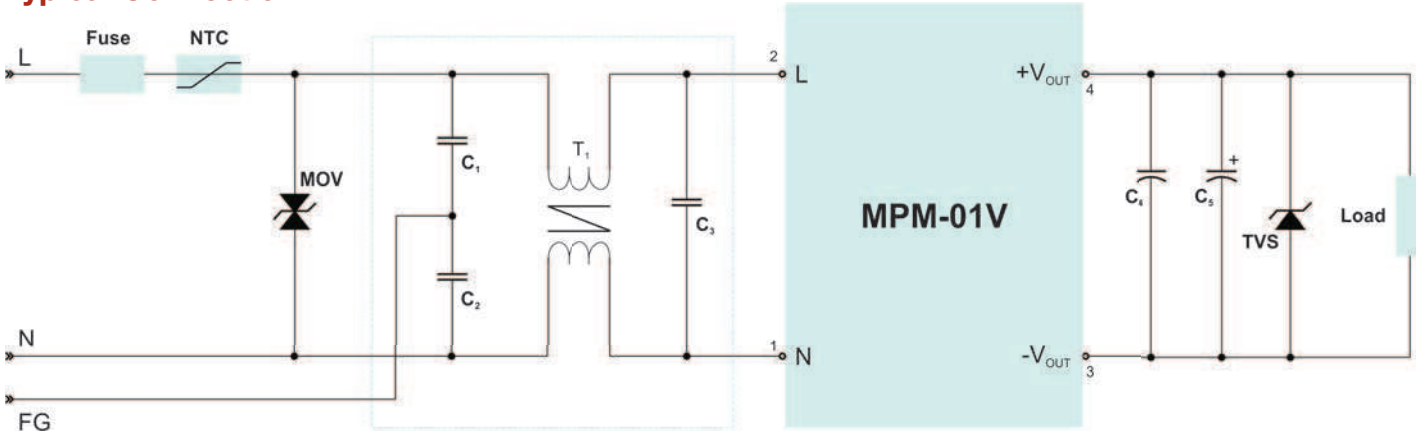 L
Fuse
NTC
MOV
C₁
C₂
T₁
C₃
N
FG
2
L
1
N
MPM-01V
+VOUT
4
-VOUT
3
C₄
+
C₅
TVS
Load